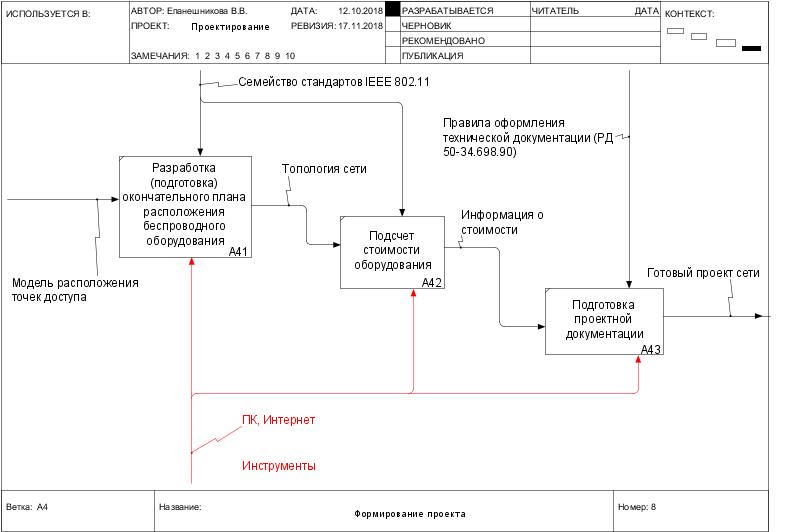 ИСПОЛЬЗУЕТСЯ В:
АВТОР: Епанешникова В.В.
ДАТА: 12.10.2018
РАЗРАБАТЫВАЕТСЯ
ЧИТАТЕЛЬ
ДАТА
КОНТЕКСТ:
ПРОЕКТ: Проектирование
РЕВИЗИЯ: 17.11.2018
ЧЕРНОВИК
РЕКОМЕНДОВАНО
ЗАМЕЧАНИЯ: 1 2 3 4 5 6 7 8 9 10
ПУБЛИКАЦИЯ
Семейство стандартов IEEE 802.11
Правила оформления
технической документации (РД
50-34.698.90)
Разработка
(подготовка)
окончательного плана
расположения
беспроводного
оборудования
A41
Топология сети
Подсчет
стоимости
оборудования
A42
Информация о
стоимости
Модель расположения
точек доступа
Готовый проект сети
Подготовка
проектной
документации
A43
ПК, Интернет
Инструменты
Ветка: A4
Название:
Формирование проекта
Номер: 8